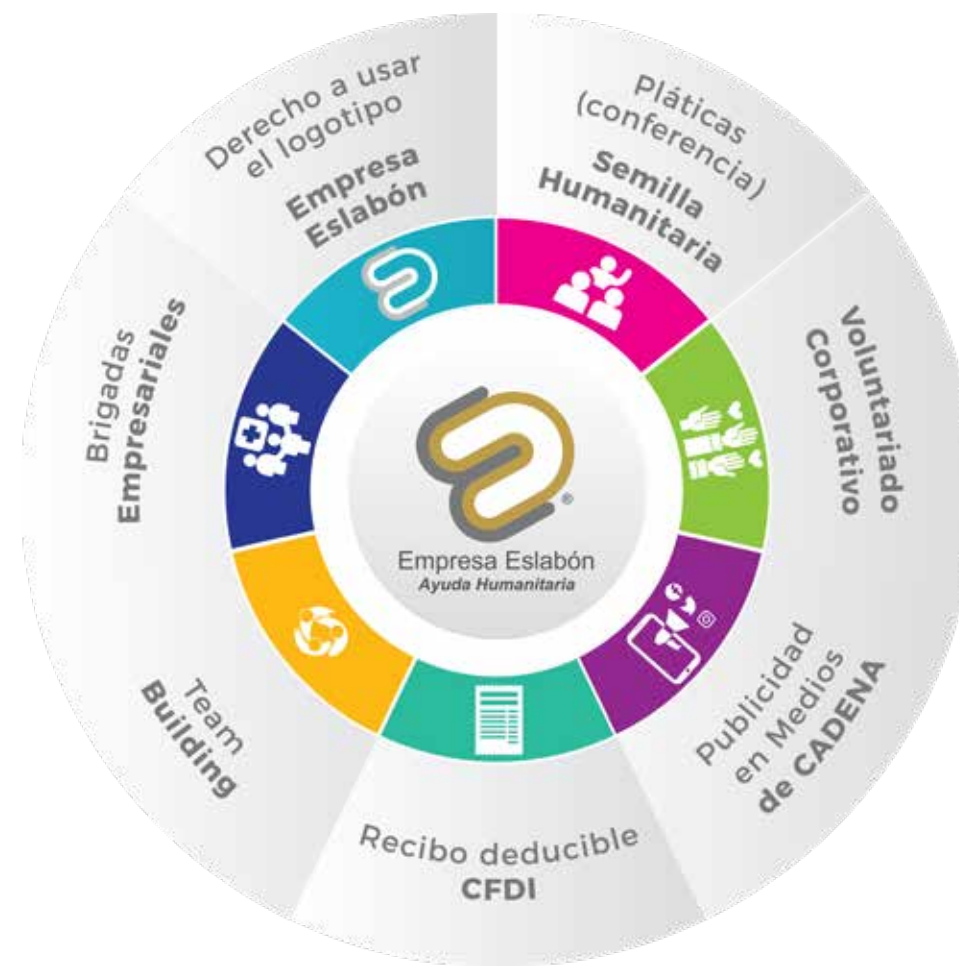 Derecho a usar
el logotipo
Empresa
Eslabón
Pláticas
(conferencia)
Semilla
Humanitaria
Voluntariado
Corporativo
Publicidad
en Medios
de CADENA
Recibo deducible
CFDI
Team
Building
Brigadas
Empresariales
®
Empresa Eslabón
Ayuda Humanitaria